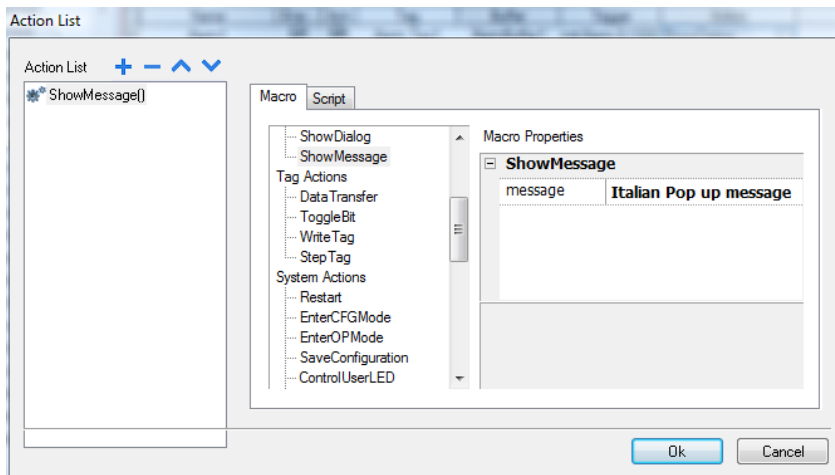 Action List
Action List
ShowMessage()
Macro Script
ShowDialog
ShowMessage
Tag Actions
DataTransfer
ToggleBit
WriteTag
StepTag
System Actions
Restart
EnterCFGMode
EnterOPMode
SaveConfiguration
ControlUserLED
Macro Properties
ShowMessage
message Italian Pop up message
Ok Cancel